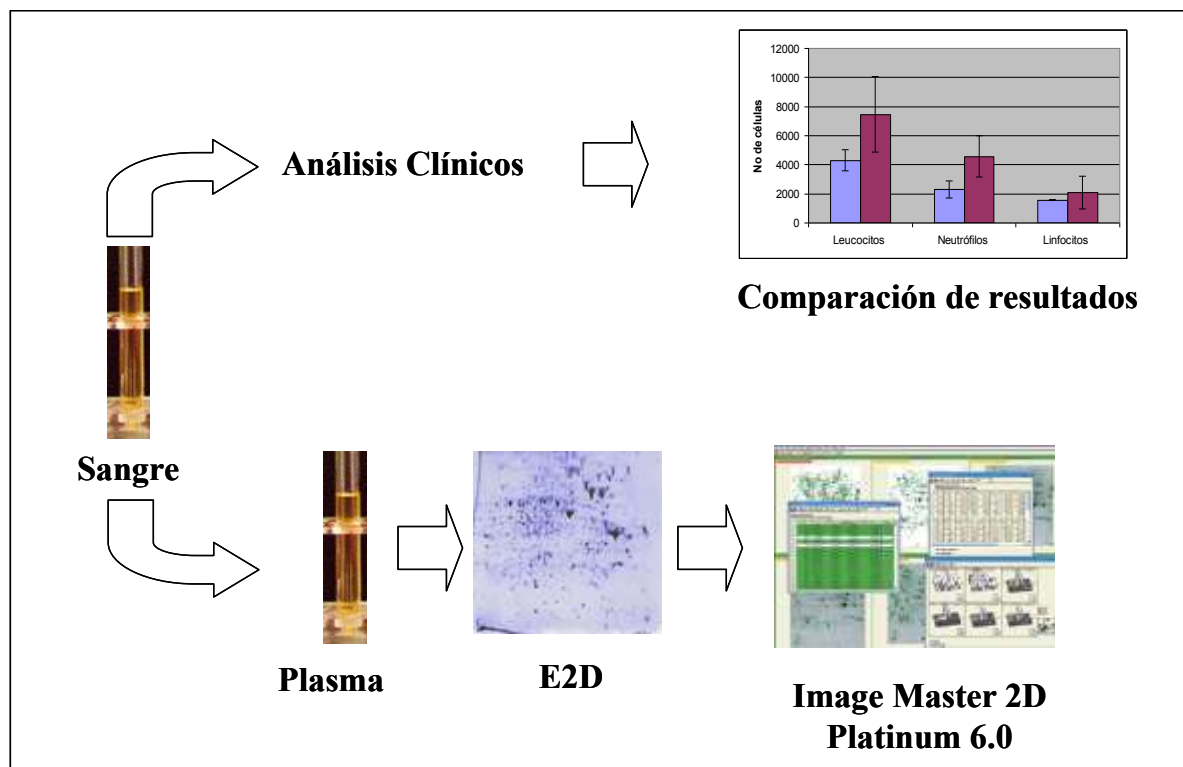 12000
10000
8000
6000
4000
2000
0
No de células
Leucocitos
Neutrófilos
Linfocitos
Análisis Clínicos
Comparación de resultados
Sangre
Plasma
E2D
Image Master 2D
Platinum 6.0